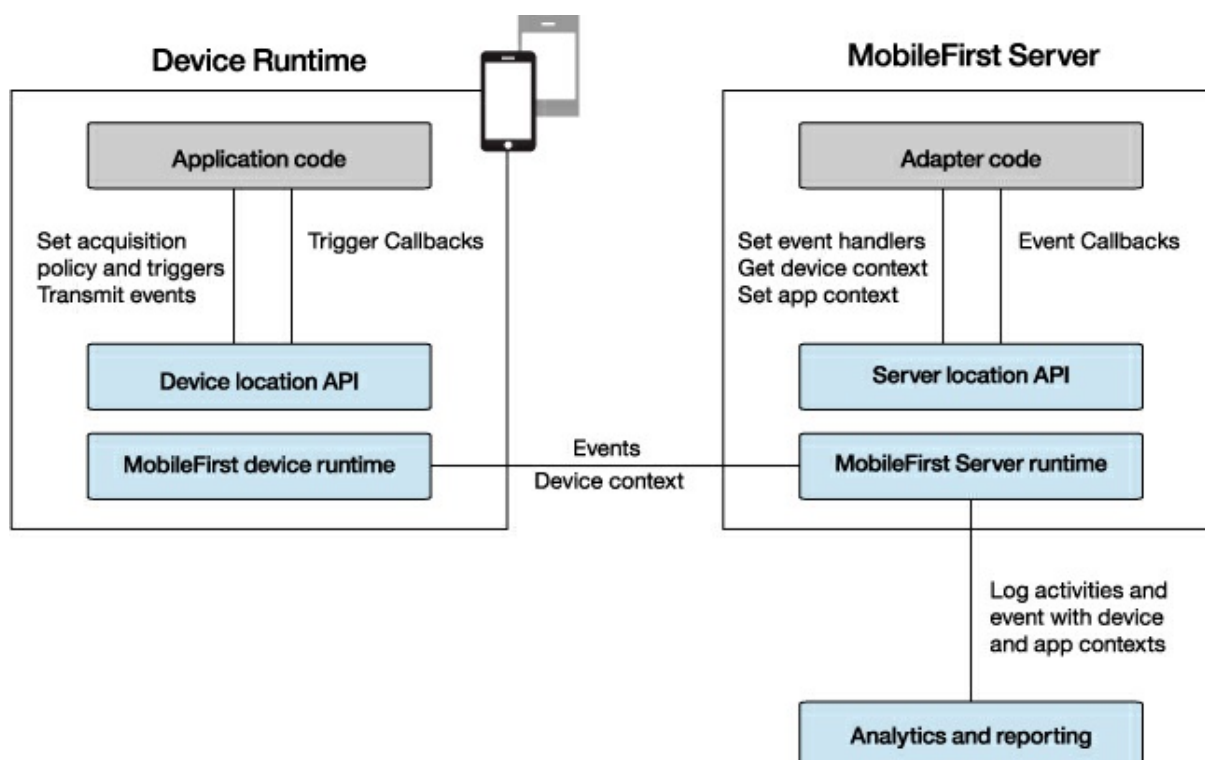 Device Runtime
MobileFirst Server
Application code
Set acquisition
policy and triggers
Transmit events
Trigger Callbacks
Device location API
MobileFirst device runtime
Events
Device context
Adapter code
Set event handlers
Get device context
Set app context
Event Callbacks
Server location API
MobileFirst Server runtime
Log activities and
event with device
and app contexts
Analytics and reporting